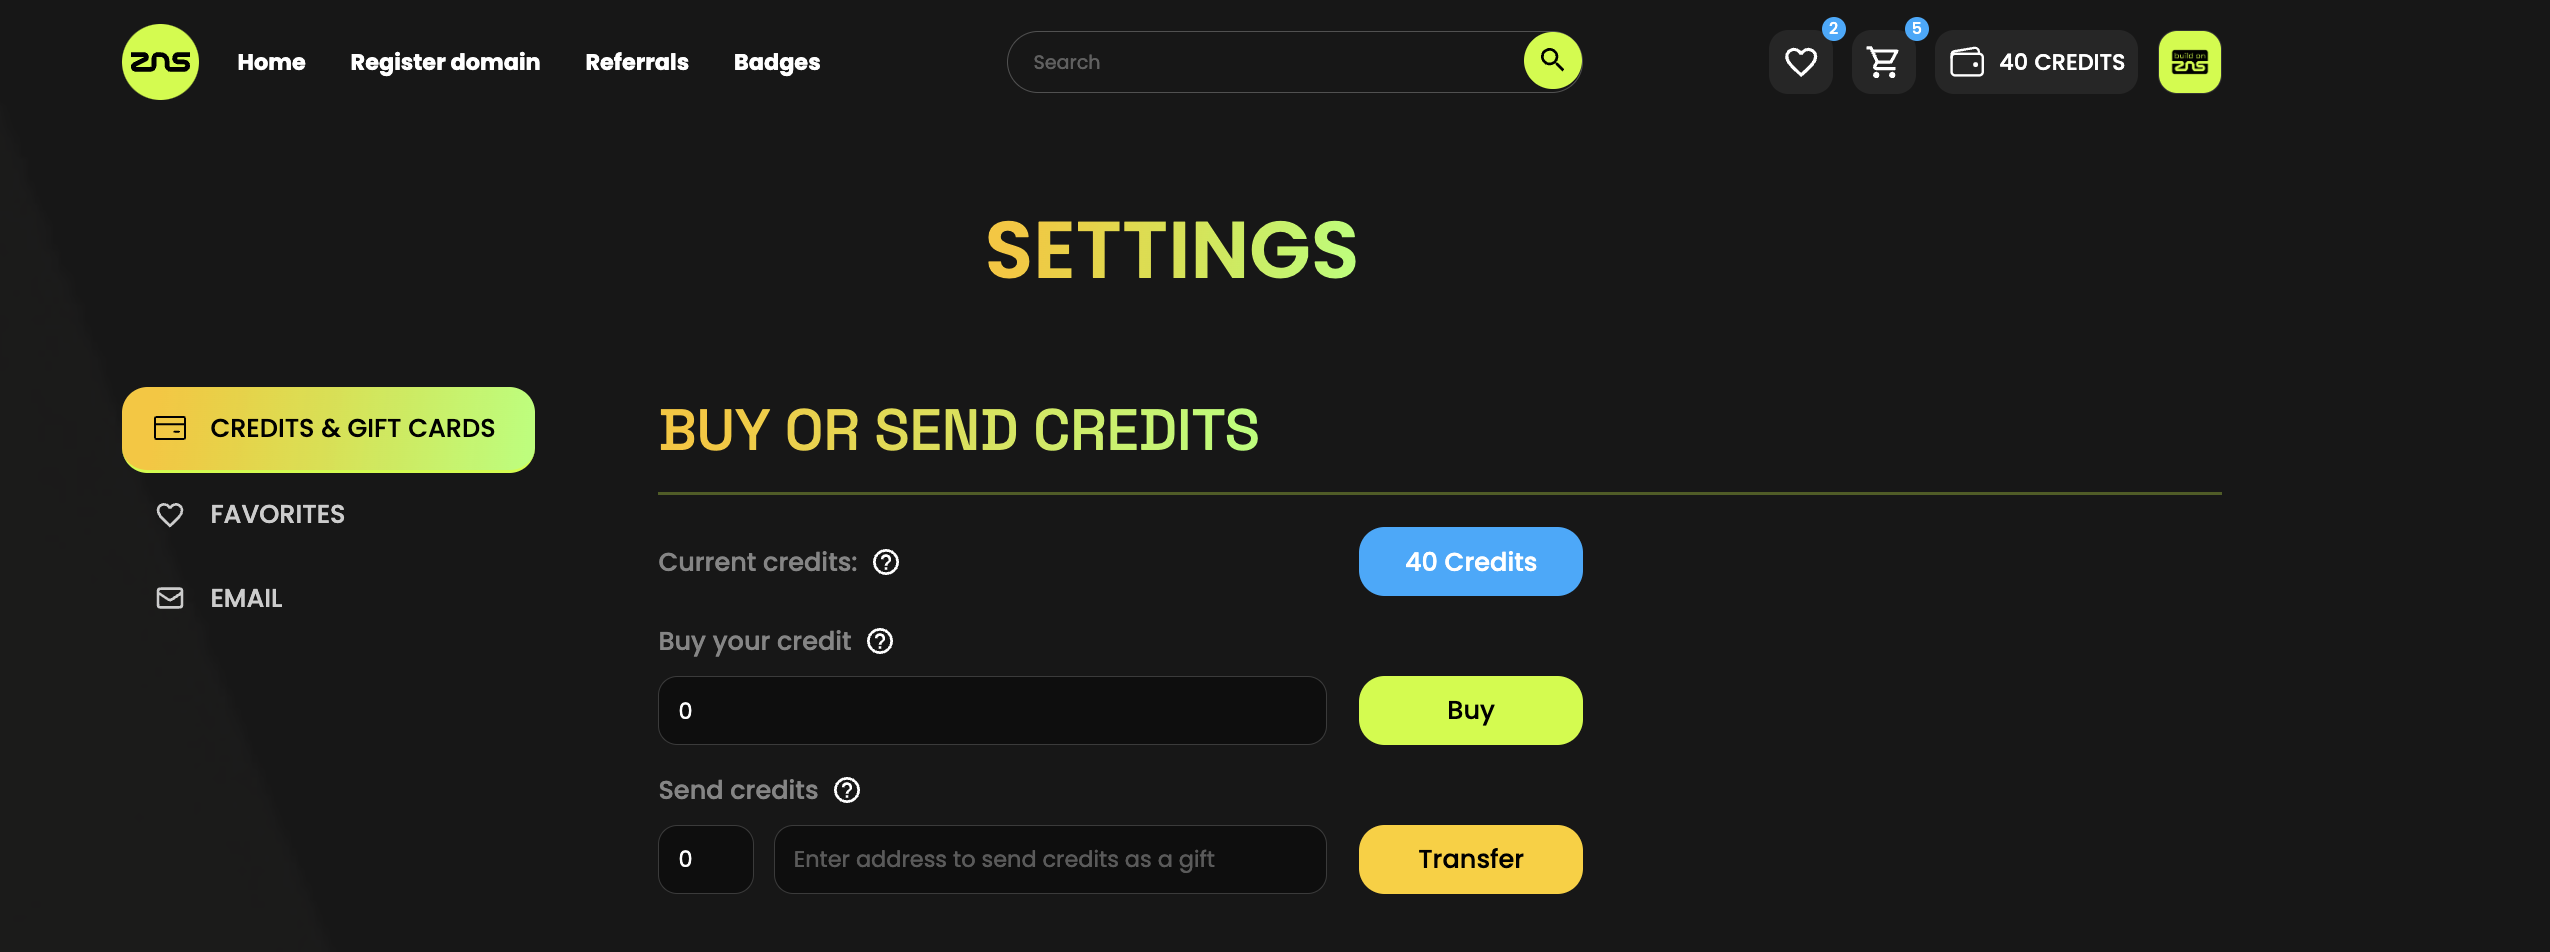 zns
Home Register domain Referrals Badges
Search
2
5
40 CREDITS
build on
zns
SETTINGS
CREDITS & GIFT CARDS
FAVORITES
EMAIL
BUY OR SEND CREDITS
Current credits:
40 Credits
Buy your credit
0
Buy
Send credits
0
Enter address to send credits as a gift
Transfer